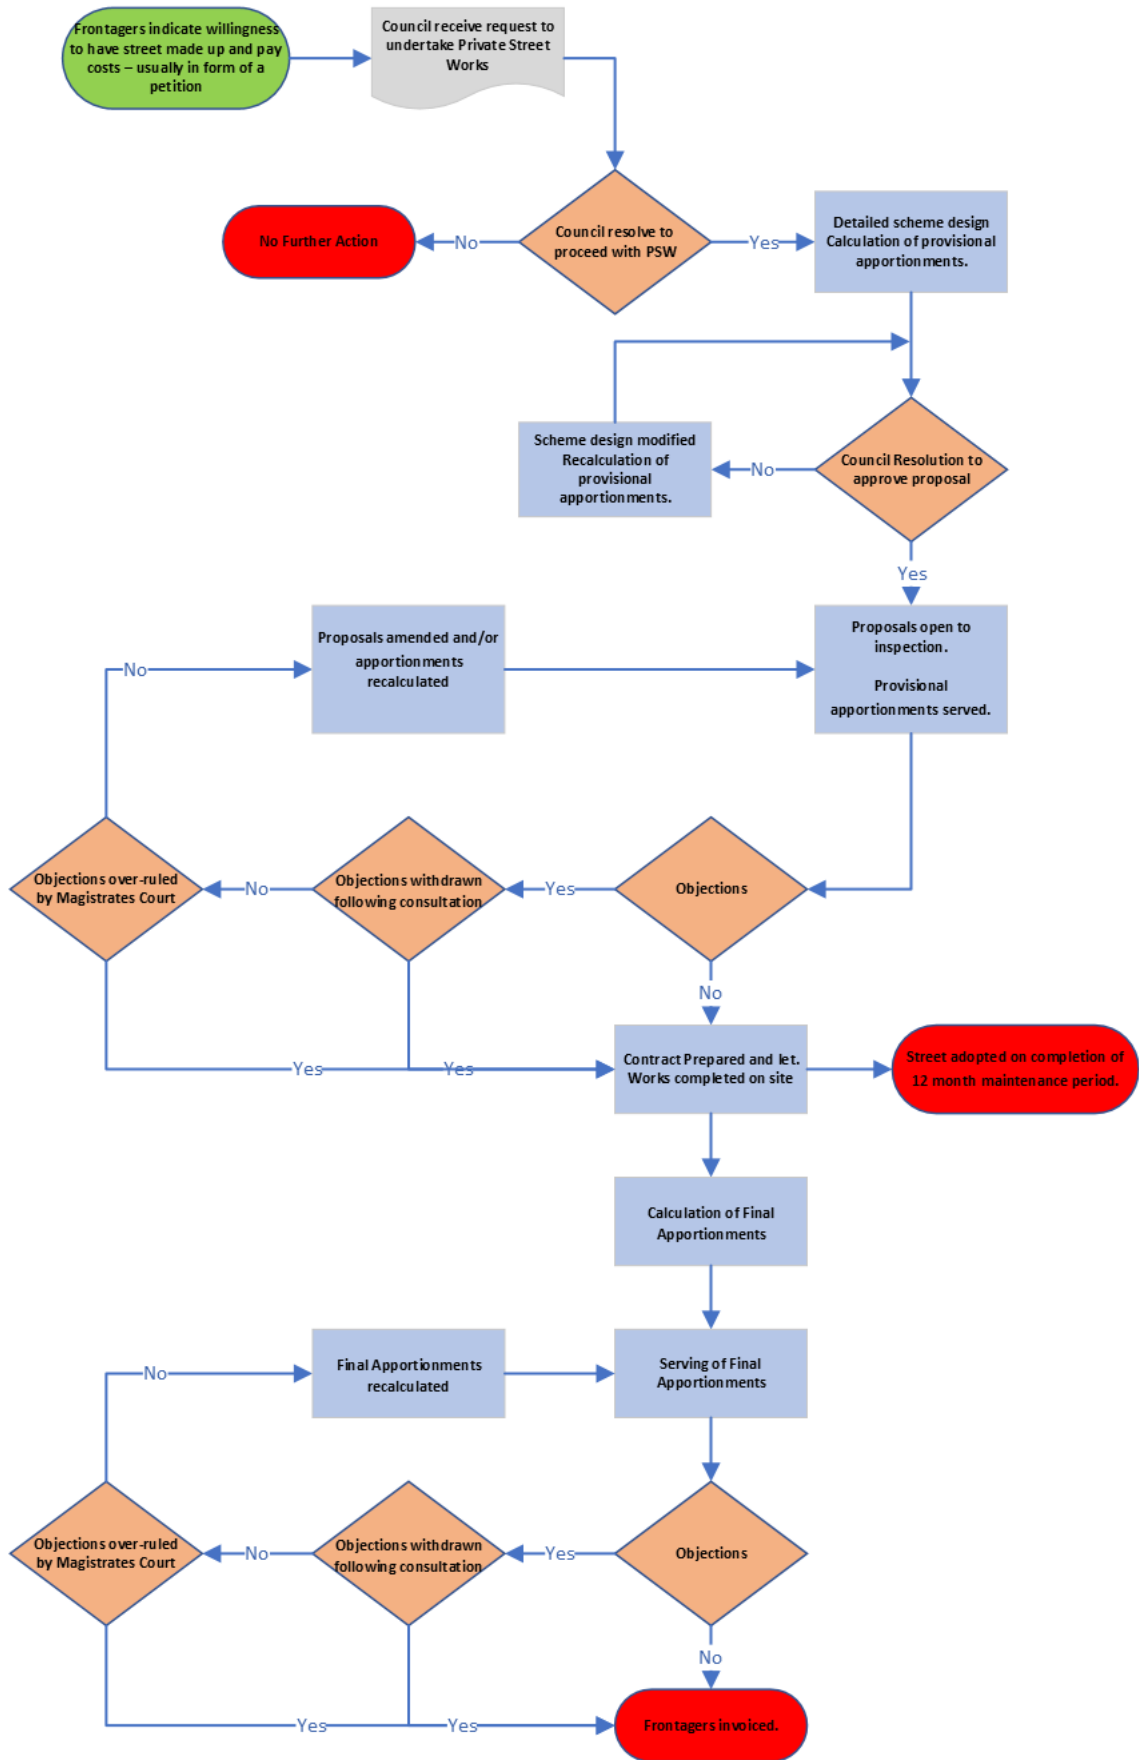 Frontagers indicate willingness
to have street made up and pay
costs – usually in form of a
petition
Council receive request to
undertake Private Street
Works
No Further Action
No
Council resolve to
proceed with PSW
Yes
Detailed scheme design
Calculation of provisional
apportionments.
Scheme design modified
Recalculation of
provisional
apportionments.
No
Council Resolution to
approve proposal
Yes
No
Proposals amended and/or
apportionments
recalculated
Proposals open to
inspection.
Provisional
apportionments served.
Objections over-ruled
by Magistrates Court
No
Objections withdrawn
following consultation
Yes
Objections
No
Yes
Yes
Contract Prepared and let.
Works completed on site
Street adopted on completion of
12 month maintenance period.
Calculation of Final
Apportionments
No
Final Apportionments
recalculated
Serving of Final
Apportionments
Objections over-ruled
by Magistrates Court
No
Objections withdrawn
following consultation
Yes
Objections
No
Yes
Yes
Frontagers invoiced.